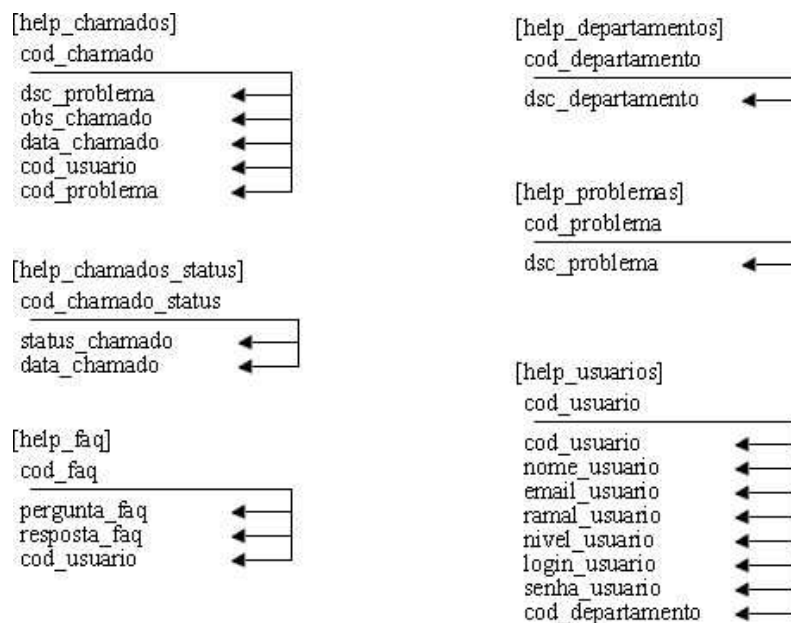 [help_chamados]
cod_chamado
dsc_problema
obs_chamado
data_chamado
cod_usuario
cod_problema
[help_chamados_status]
cod_chamado_status
status_chamado
data_chamado
[help_faq]
cod_faq
pergunta_faq
resposta_faq
cod_usuario
[help_departamentos]
cod_departamento
dsc_departamento
[help_problemas]
cod_problema
dsc_problema
[help_usuarios]
cod_usuario
cod_usuario
nome_usuario
email_usuario
ramal_usuario
nivel_usuario
login_usuario
senha_usuario
cod_departamento